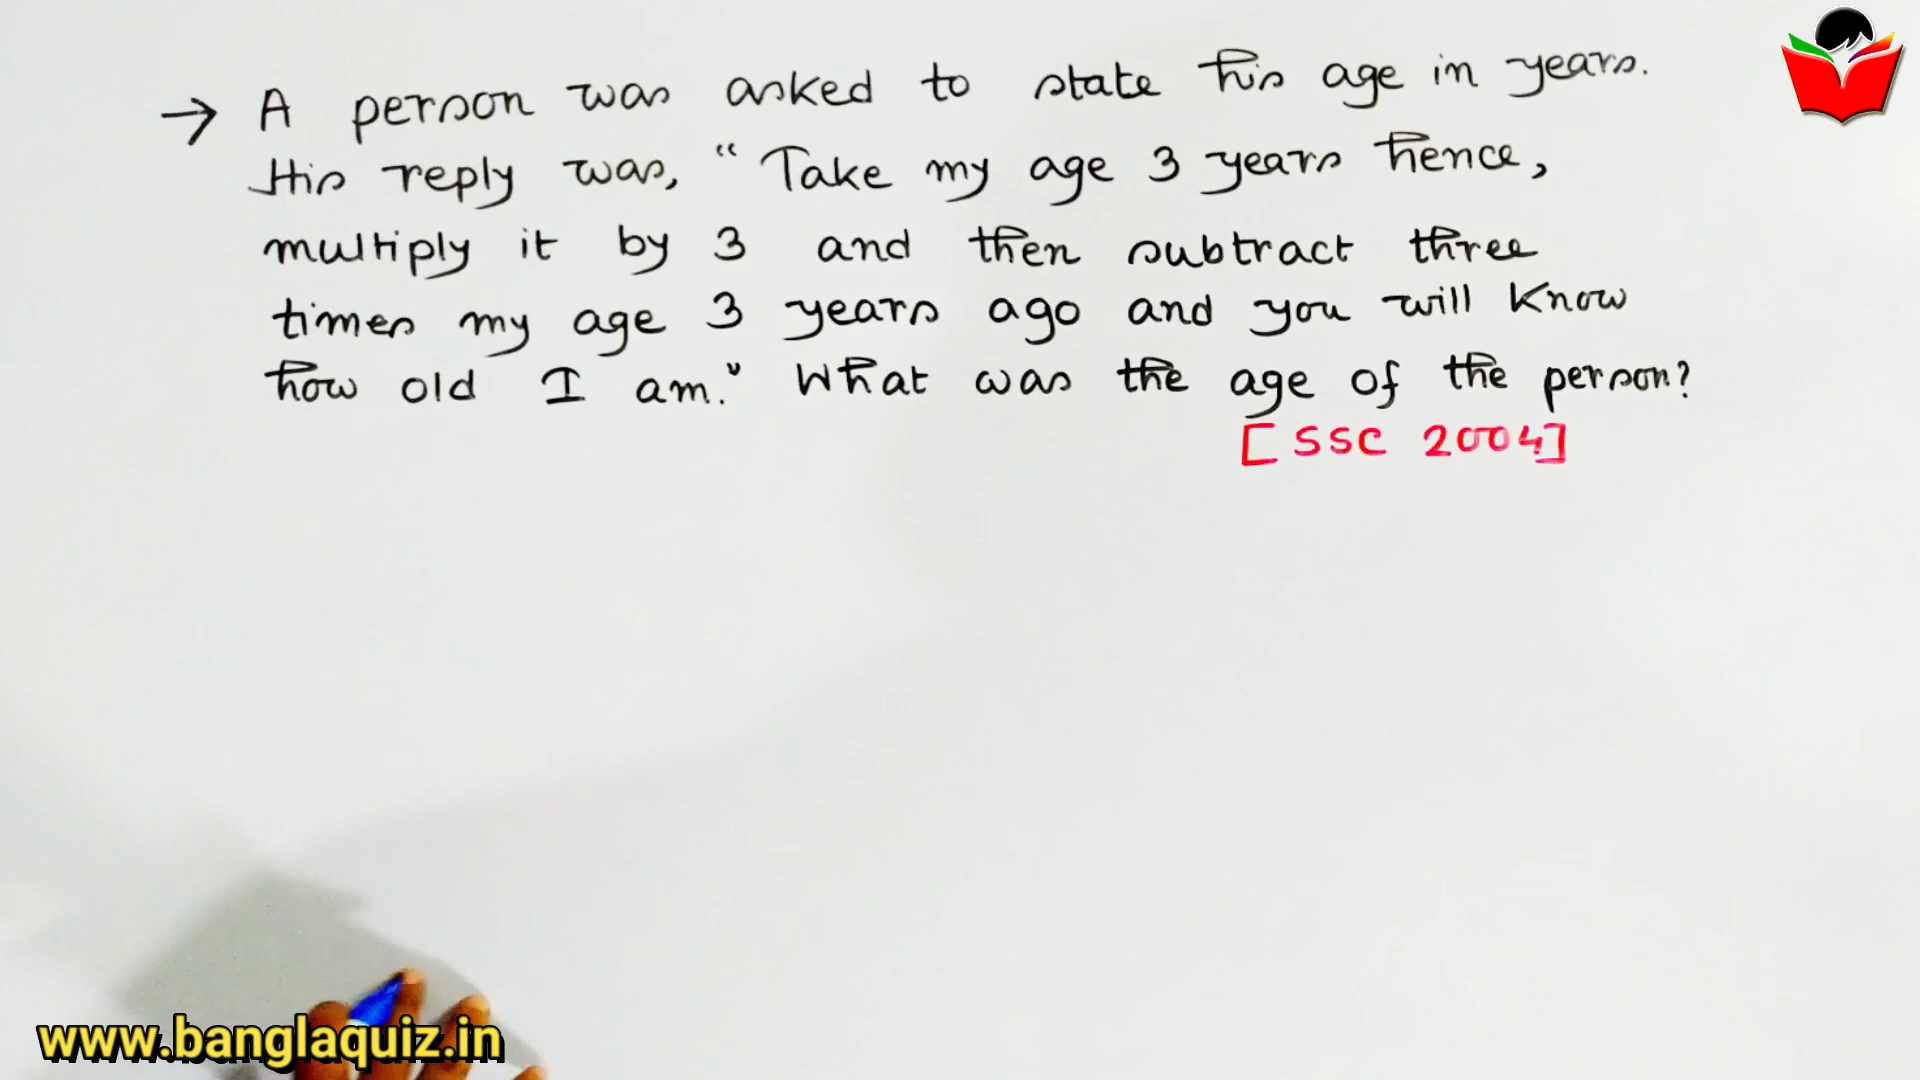 → A person was asked to state his age in years.
His reply was, “Take my age 3 years hence,
multiply it by 3 and then subtract three
times my age 3 years ago and you will know
how old I am.” What was the age of the person?
[SSC 2004]
www.banglaquiz.in